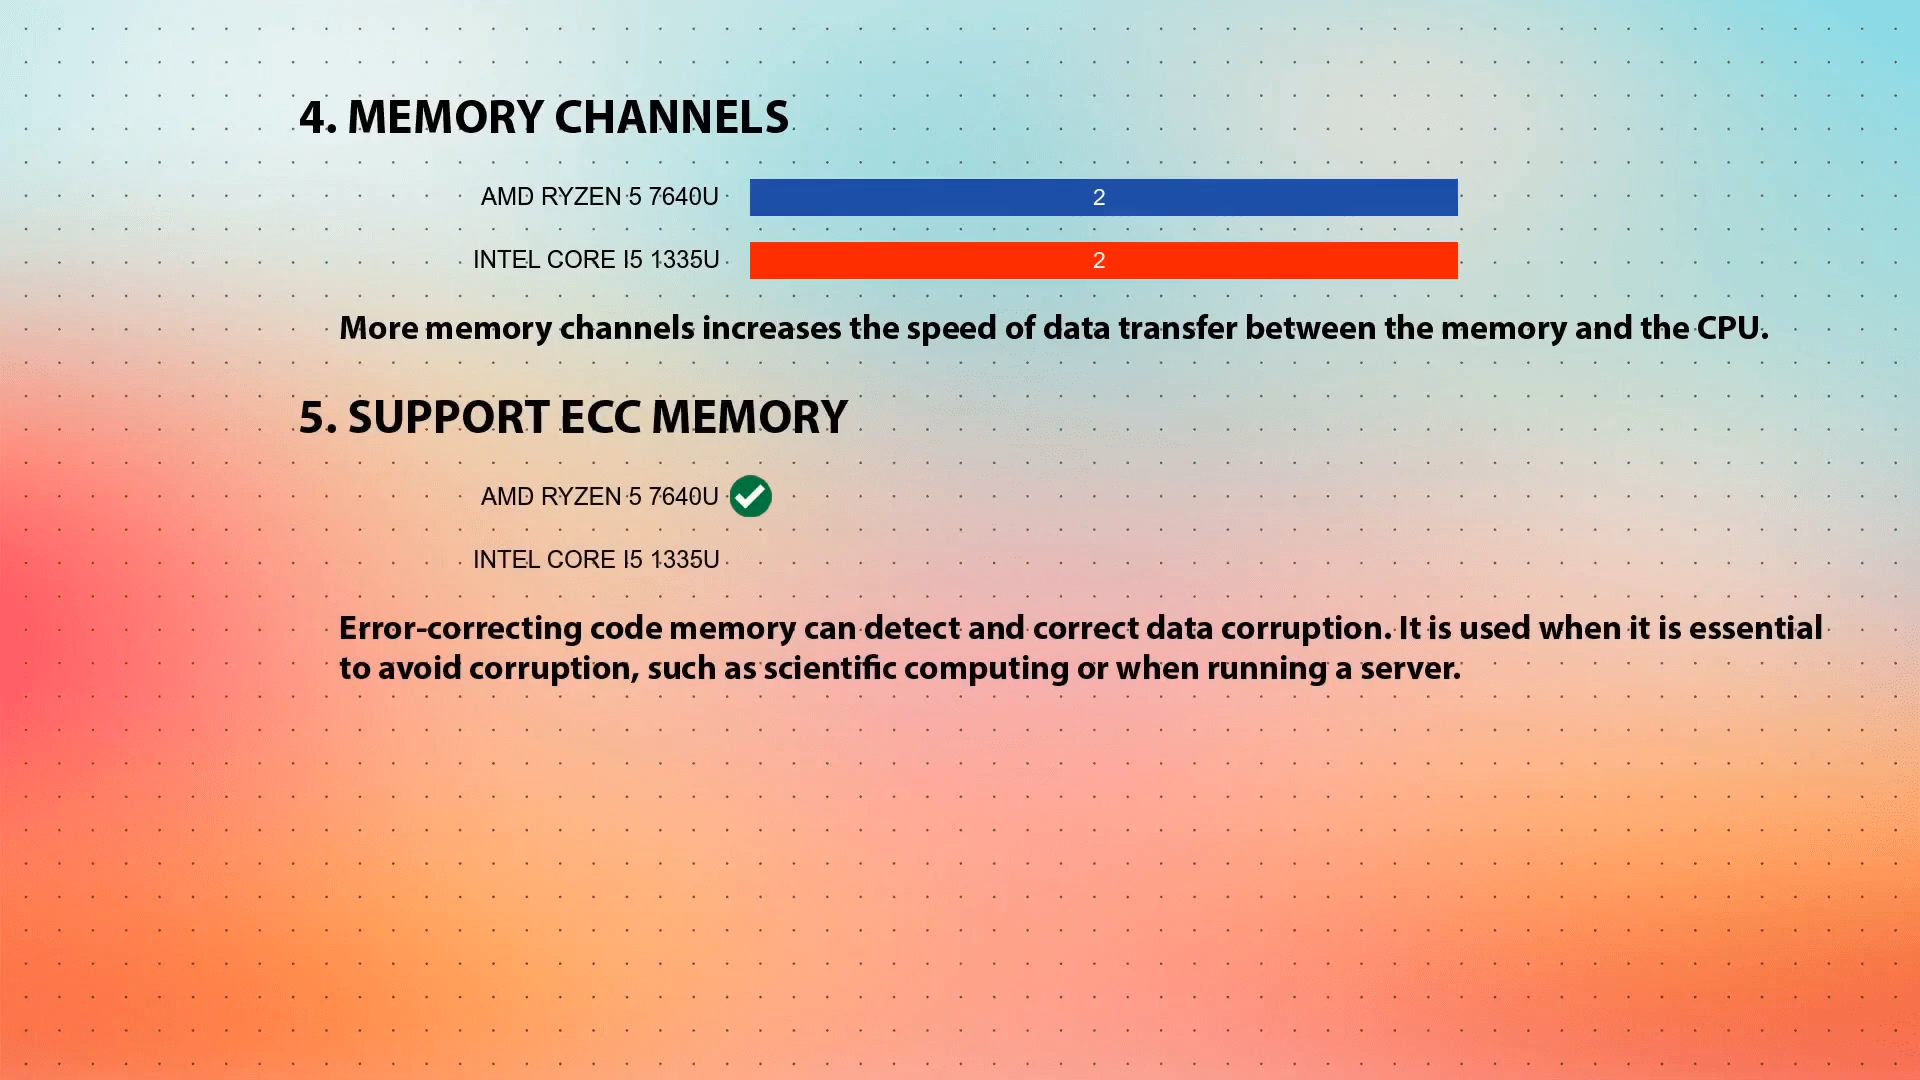 4. MEMORY CHANNELS
AMD RYZEN 5 7640U 2
INTEL CORE I5 1335U 2
More memory channels increases the speed of data transfer between the memory and the CPU.
5. SUPPORT ECC MEMORY
AMD RYZEN 5 7640U
INTEL CORE I5 1335U
Error-correcting code memory can detect and correct data corruption. It is used when it is essential
to avoid corruption, such as scientific computing or when running a server.